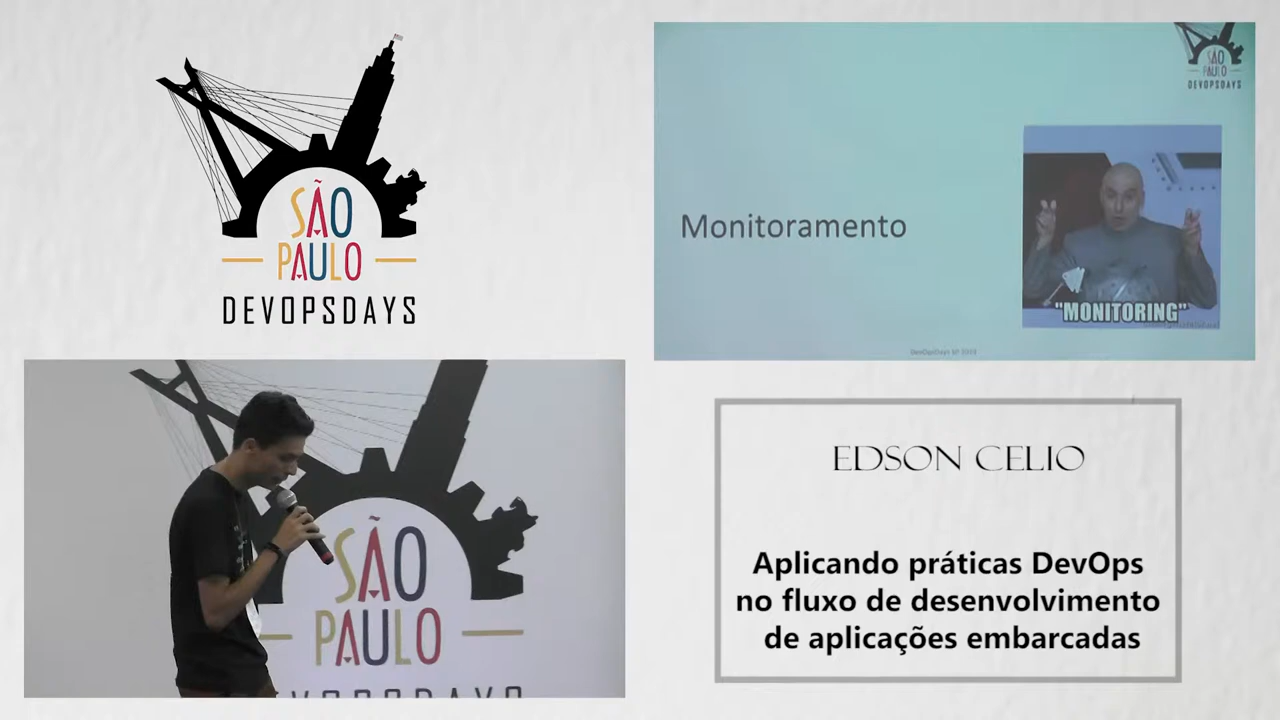 SÃO
PAULO
DEVOPSDAYS
SÃO
PAULO
DEVOPSDAYS
Monitoramento
"MONITORING"
SÃO
PAULO
DEVOPSDAYS
EDSON CELIO
Aplicando práticas DevOps
no fluxo de desenvolvimento
de aplicações embarcadas